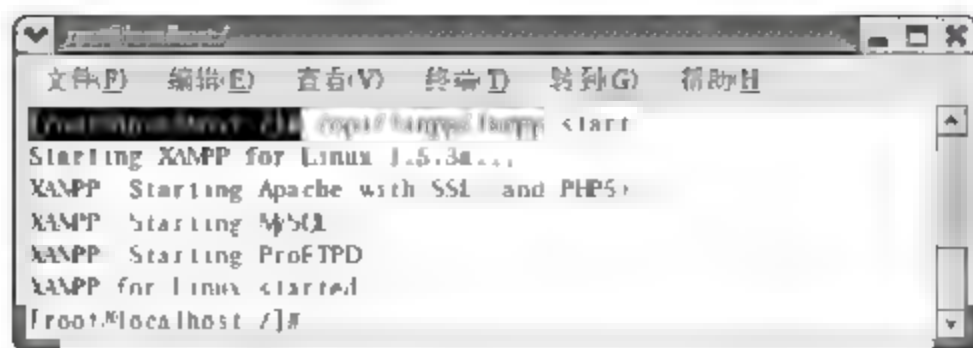 文件(F) 编辑(E) 查看(V) 终端(T) 转到(G) 帮助(H)
start
Starting XAMPP for Linux 1.5.3a...
XAMPP Starting Apache with SSL and PHP5)
XAMPP Starting MySQL
XAMPP Starting ProFTPD
XAMPP for Linux started
[root@localhost /]#